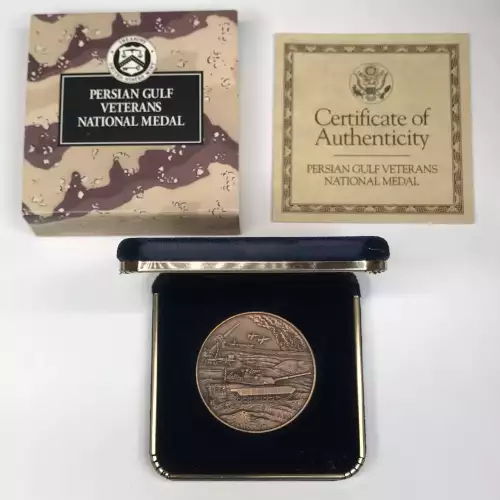 PERSIAN GULF
VETERANS
NATIONAL MEDAL
Certificate of
Authenticity
PERSIAN GULF VETERANS
NATIONAL MEDAL